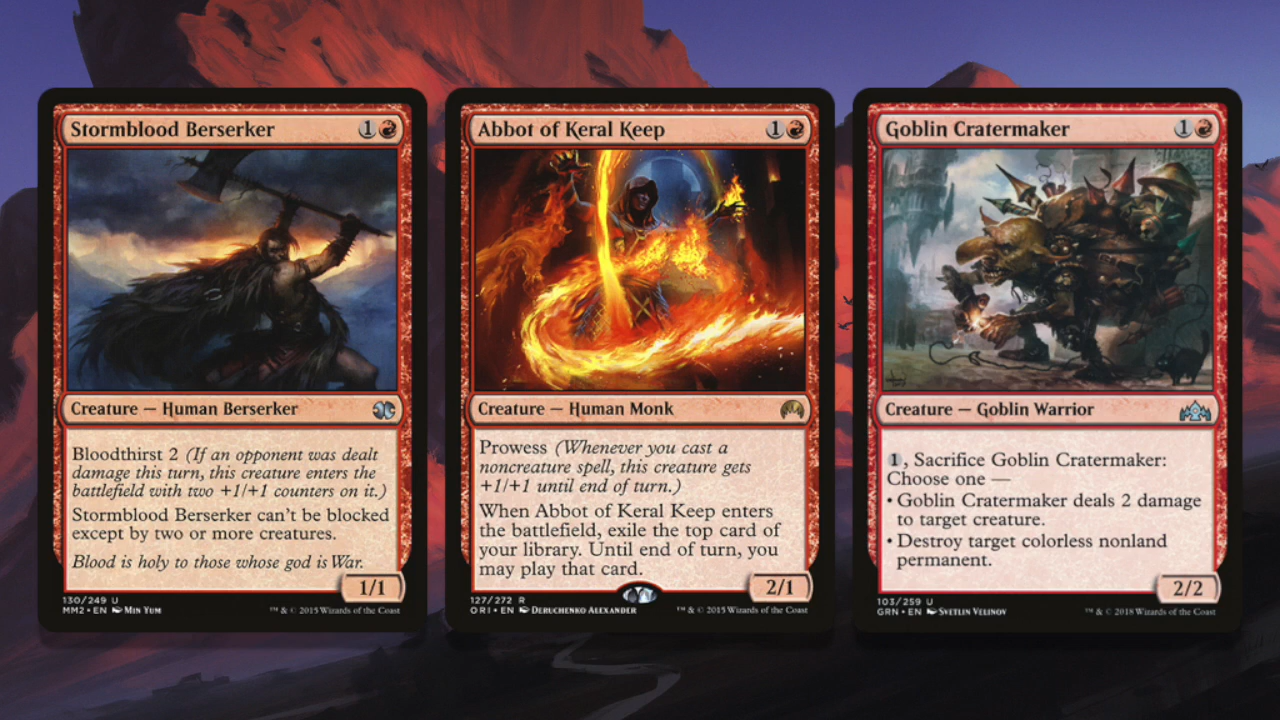 Stormblood Berserker 1
Creature — Human Berserker
Bloodthirst 2 (If an opponent was dealt
damage this turn, this creature enters the
battlefield with two +1/+1 counters on it.)
Stormblood Berserker can't be blocked
except by two or more creatures.
Blood is holy to those whose god is War.
1/1
130/249 U
MM2 • EN Min Yum ™ & © 2015 Wizards of the Coast
Abbot of Keral Keep 1
Creature — Human Monk
Prowess (Whenever you cast a
noncreature spell, this creature gets
+1/+1 until end of turn.)
When Abbot of Keral Keep enters
the battlefield, exile the top card of
your library. Until end of turn, you
may play that card.
2/1
127/272 R
ORI • EN Deruchenko Alexander ™ & © 2015 Wizards of the Coast
Goblin Cratermaker 1
Creature — Goblin Warrior
1, Sacrifice Goblin Cratermaker:
Choose one —
• Goblin Cratermaker deals 2 damage
to target creature.
• Destroy target colorless nonland
permanent.
2/2
103/259 U
GRN • EN Svetlin Velinov ™ & © 2018 Wizards of the Coast